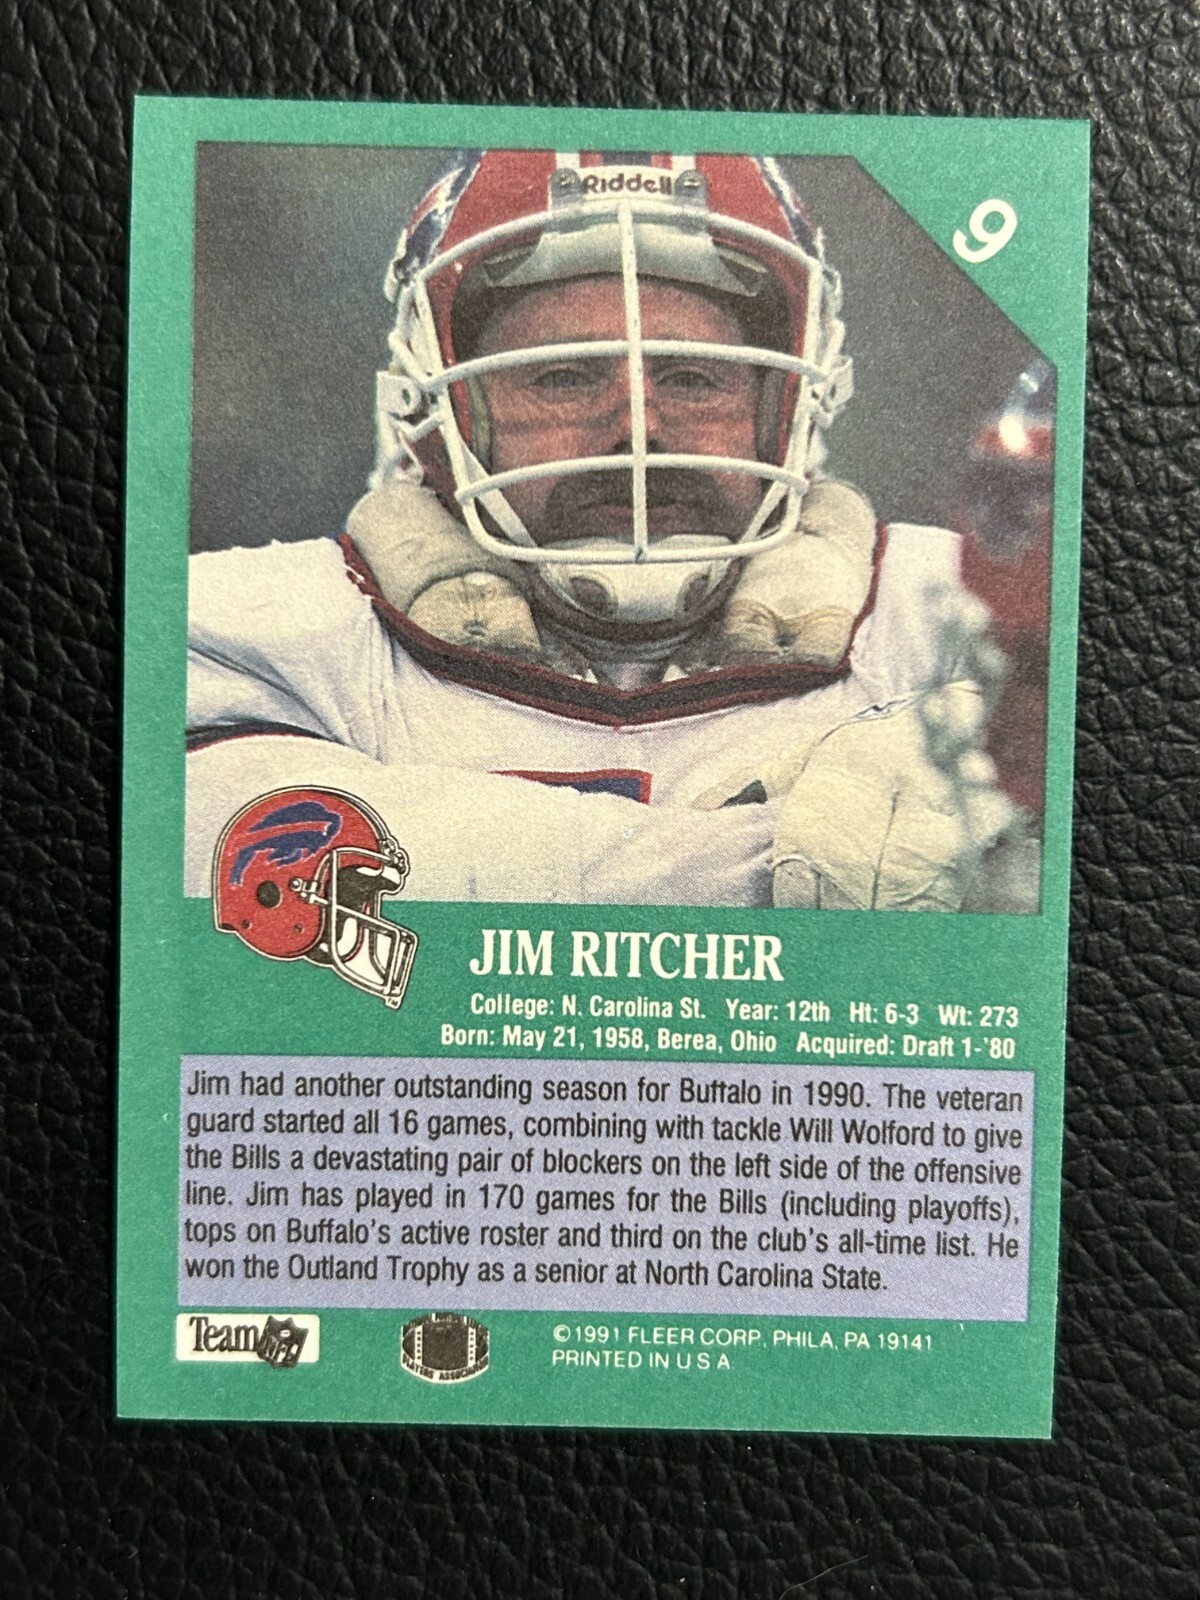 Riddell
9
JIM RITCHER
College: N. Carolina St. Year: 12th Ht: 6-3 Wt: 273
Born: May 21, 1958, Berea, Ohio Acquired: Draft 1-'80
Jim had another outstanding season for Buffalo in 1990. The veteran
guard started all 16 games, combining with tackle Will Wolford to give
the Bills a devastating pair of blockers on the left side of the offensive
line. Jim has played in 170 games for the Bills (including playoffs),
tops on Buffalo's active roster and third on the club's all-time list. He
won the Outland Trophy as a senior at North Carolina State.
Team NFL
PLAYERS ASSOCIATION
©1991 FLEER CORP. PHILA, PA 19141
PRINTED IN U S A